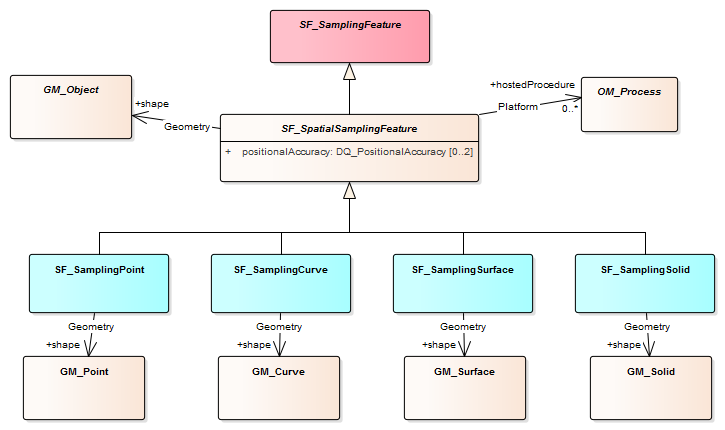 SF_SamplingFeature
GM_Object
+shape
Geometry
+hostedProcedure
Platform
0..*
OM_Process
SF_SpatialSamplingFeature
+ positionalAccuracy: DQ_PositionalAccuracy [0..2]
SF_SamplingPoint
SF_SamplingCurve
SF_SamplingSurface
SF_SamplingSolid
Geometry
Geometry
Geometry
Geometry
+shape
+shape
+shape
+shape
GM_Point
GM_Curve
GM_Surface
GM_Solid